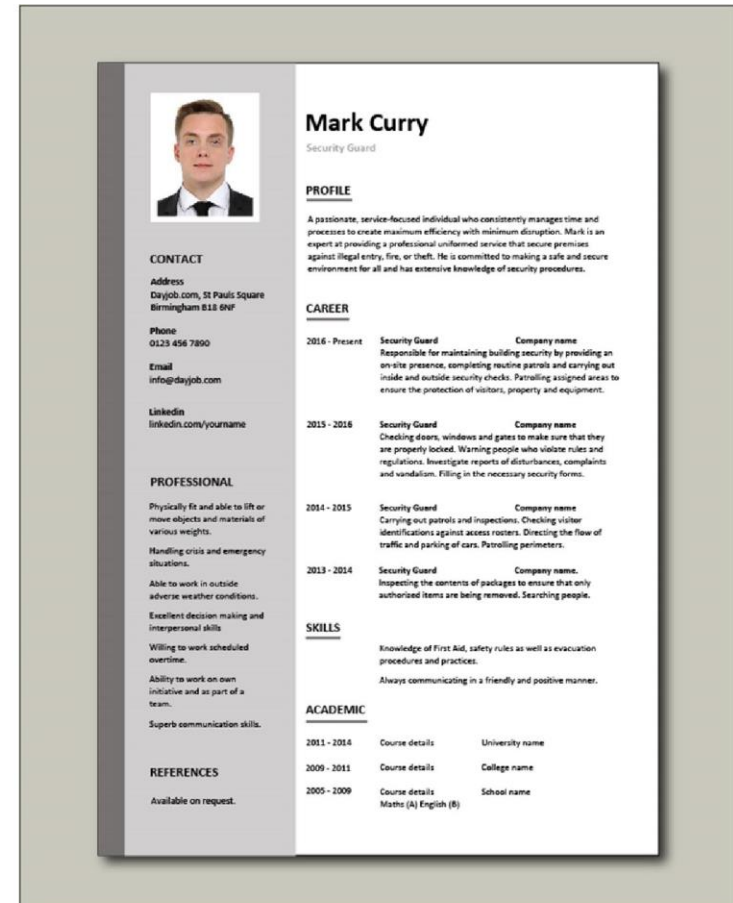 Mark Curry
Security Guard
PROFILE
A passionate, service-focused individual who consistently manages time and
processes to create maximum efficiency with minimum disruption. Mark is an
expert at providing a professional uniformed service that secure premises
against illegal entry, fire, or theft. He is committed to making a safe and secure
environment for all and has extensive knowledge of security procedures.
CONTACT
Address
Dayjob.com, St Pauls Square
Birmingham B18 6NF
Phone
0123 456 7890
Email
info@dayjob.com
Linkedin
linkedin.com/yourname
PROFESSIONAL
Physically fit and able to lift or
move objects and materials of
various weights.
Handling crisis and emergency
situations.
Able to work in outside
adverse weather conditions.
Excellent decision making and
interpersonal skills
Willing to work scheduled
overtime.
Ability to work on own
initiative and as part of a
team.
Superb communication skills.
REFERENCES
Available on request.
CAREER
2016 - Present Security Guard Company name
Responsible for maintaining building security by providing an
on-site presence, completing routine patrols and carrying out
inside and outside security checks. Patrolling assigned areas to
ensure the protection of visitors, property and equipment.
2015 - 2016 Security Guard Company name
Checking doors, windows and gates to make sure that they
are properly locked. Warning people who violate rules and
regulations. Investigate reports of disturbances, complaints
and vandalism. Filling in the necessary security forms.
2014 - 2015 Security Guard Company name
Carrying out patrols and inspections. Checking visitor
identifications against access rosters. Directing the flow of
traffic and parking of cars. Patrolling perimeters.
2013 - 2014 Security Guard Company name.
Inspecting the contents of packages to ensure that only
authorised items are being removed. Searching people.
SKILLS
Knowledge of First Aid, safety rules as well as evacuation
procedures and practices.
Always communicating in a friendly and positive manner.
ACADEMIC
2011 - 2014 Course details University name
2009 - 2011 Course details College name
2005 - 2009 Course details School name
Maths (A) English (B)